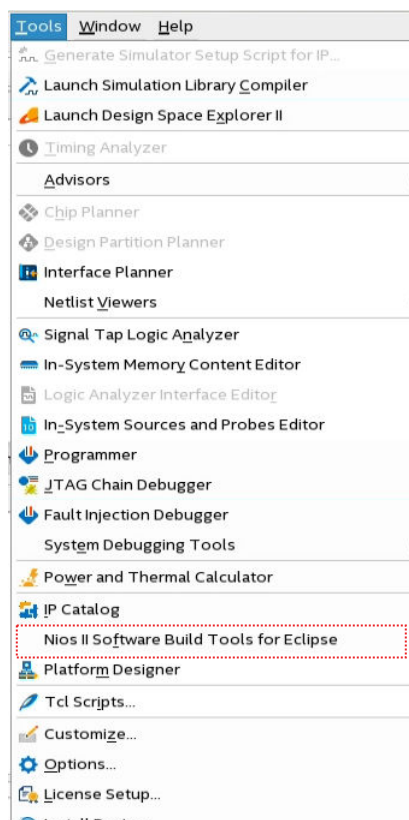 Tools Window Help
Generate Simulator Setup Script for IP...
Launch Simulation Library Compiler
Launch Design Space Explorer II
Timing Analyzer
Advisors
Chip Planner
Design Partition Planner
Interface Planner
Netlist Viewers
Signal Tap Logic Analyzer
In-System Memory Content Editor
Logic Analyzer Interface Editor
In-System Sources and Probes Editor
Programmer
JTAG Chain Debugger
Fault Injection Debugger
System Debugging Tools
Power and Thermal Calculator
IP Catalog
Nios II Software Build Tools for Eclipse
Platform Designer
Tcl Scripts...
Customize...
Options...
License Setup...